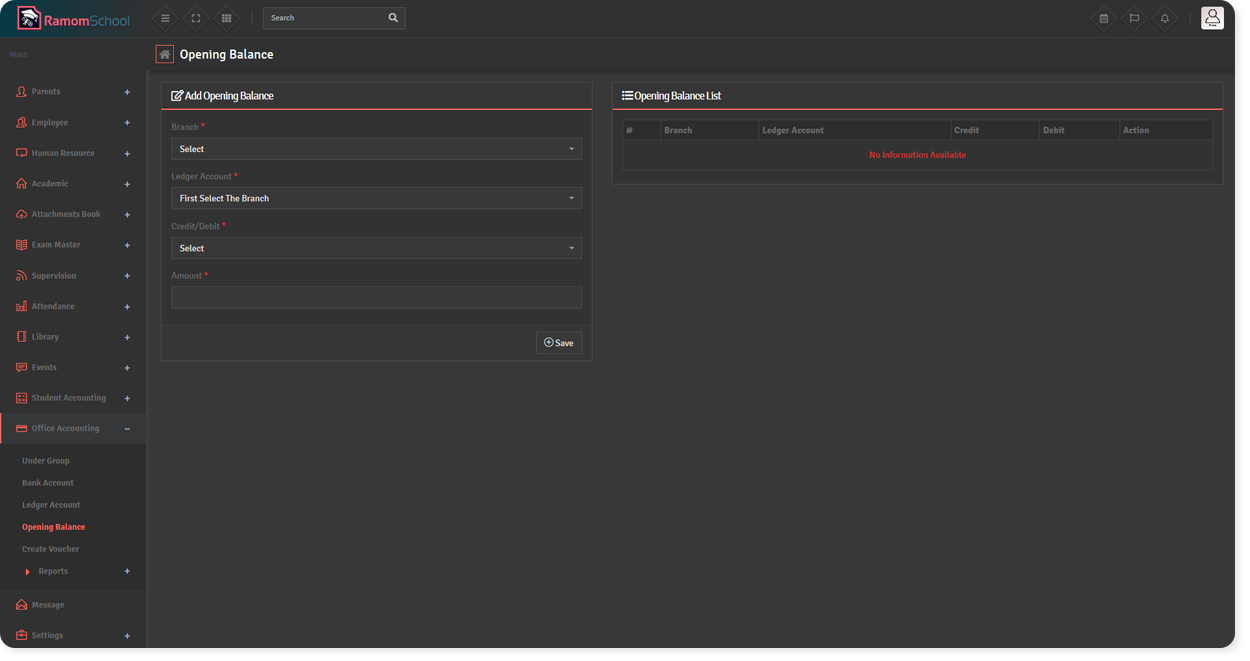 RamomSchool
Search
Main
Opening Balance
Parents +
Employee +
Human Resource +
Academic +
Attachments Book +
Exam Master +
Supervision +
Attendance +
Library +
Events +
Student Accounting +
Office Accounting −
Under Group
Bank Account
Ledger Account
Opening Balance
Create Voucher
Reports +
Message
Settings +
Add Opening Balance
Branch *
Select
Ledger Account *
First Select The Branch
Credit/Debit *
Select
Amount *
Save
Opening Balance List
# Branch Ledger Account Credit Debit Action
No Information Available